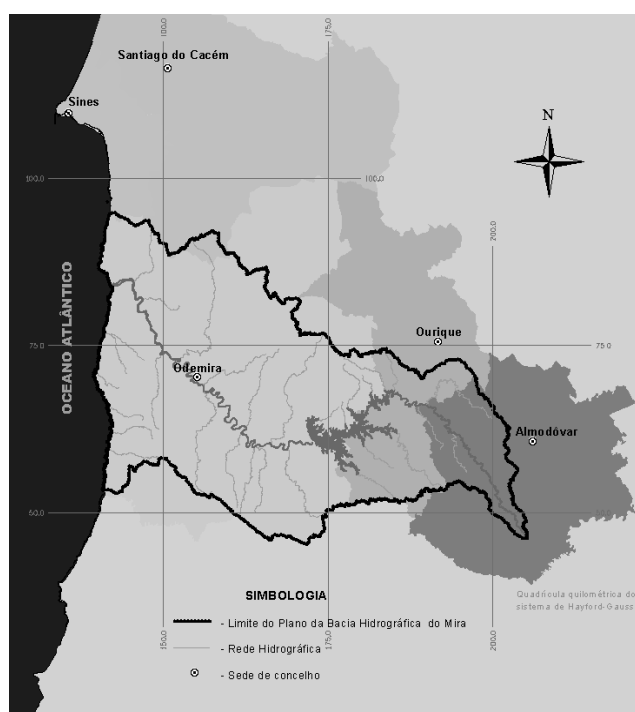 100.0
175.0
Santiago do Cacém
Sines
N
100.0
100.0
200.0
OCEANO ATLÂNTICO
Ourique
75.0
75.0
Odemira
Almodóvar
50.0
SIMBOLOGIA
Quadrícula quilométrica do
sistema de Hayford-Gauss
- Limite do Plano da Bacia Hidrográfica do Mira
- Rede Hidrográfica
- Sede de concelho
150.0
175.0
200.0